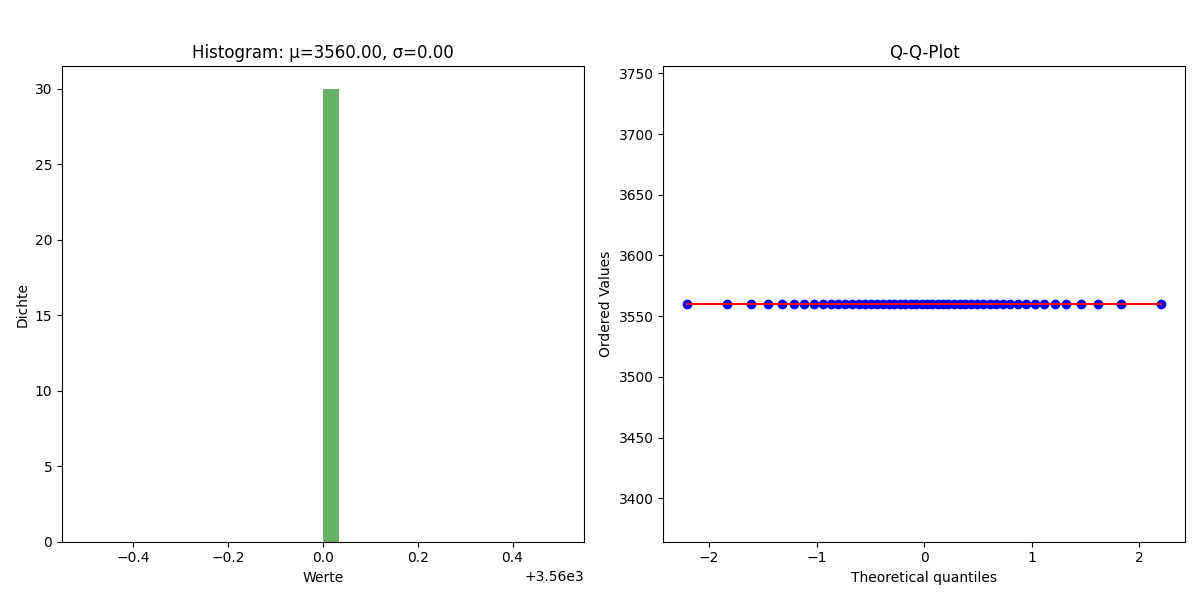 Histogram: μ=3560.00, σ=0.00
Dichte
30
25
20
15
10
5
0
−0.4 −0.2 0.0 0.2 0.4
Werte
+3.56e3
Q-Q-Plot
Ordered Values
3750
3700
3650
3600
3550
3500
3450
3400
−2 −1 0 1 2
Theoretical quantiles